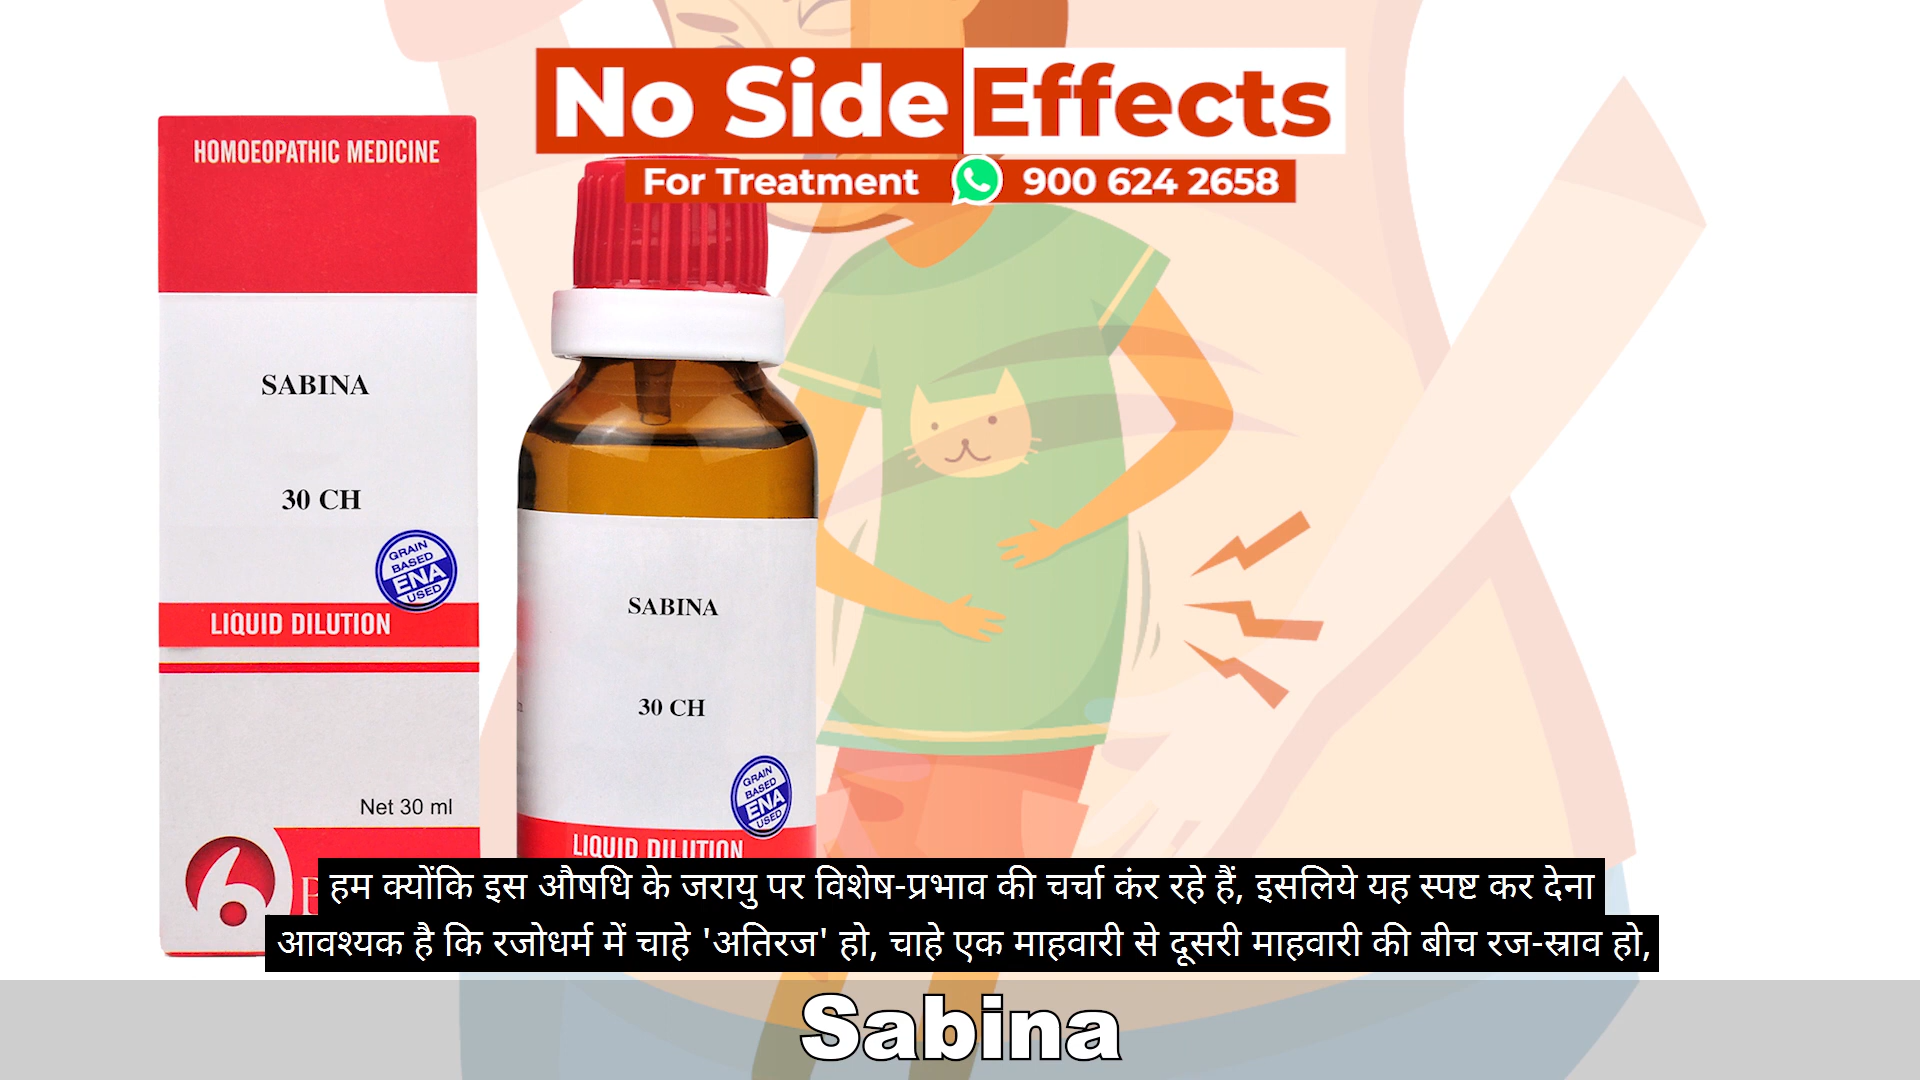 No Side Effects
For Treatment 900 624 2658
HOMOEOPATHIC MEDICINE
SABINA
30 CH
GRAIN
BASED
ENA
USED
LIQUID DILUTION
Net 30 ml
SABINA
30 CH
GRAIN
BASED
ENA
USED
LIQUID DILUTION
हम क्योंकि इस औषधि के जरायु पर विशेष-प्रभाव की चर्चा कंर रहे हैं, इसलिये यह स्पष्ट कर देना
आवश्यक है कि रजोधर्म में चाहे 'अतिरज' हो, चाहे एक माहवारी से दूसरी माहवारी की बीच रज-स्राव हो,
Sabina